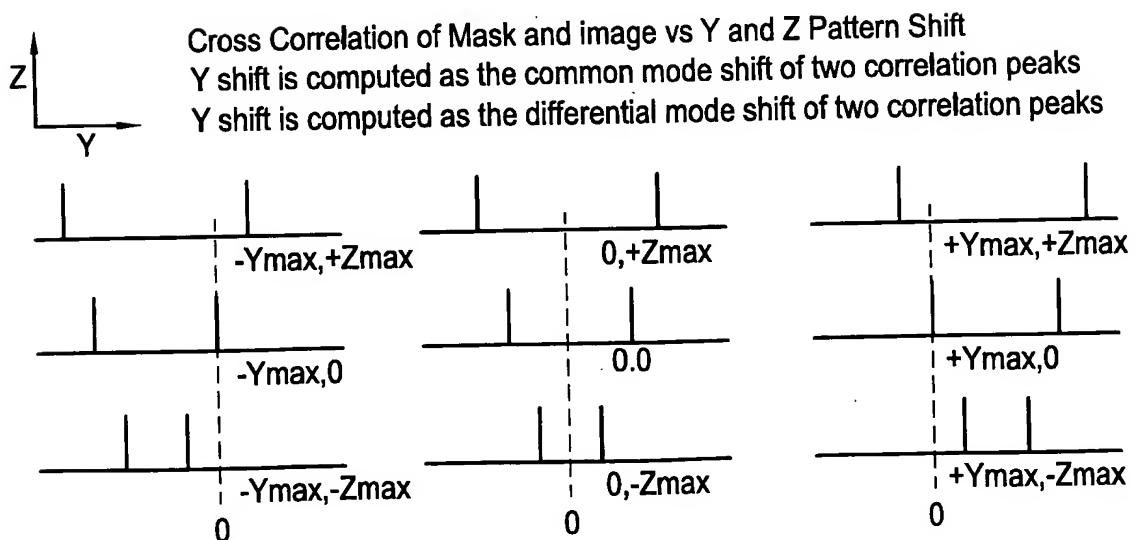 Cross Correlation of Mask and image vs Y and Z Pattern Shift
Y shift is computed as the common mode shift of two correlation peaks
Y shift is computed as the differential mode shift of two correlation peaks
Z
Y
-Ymax,+Zmax
0,+Zmax
+Ymax,+Zmax
-Ymax,0
0.0
+Ymax,0
-Ymax,-Zmax
0,-Zmax
+Ymax,-Zmax
0
0
0